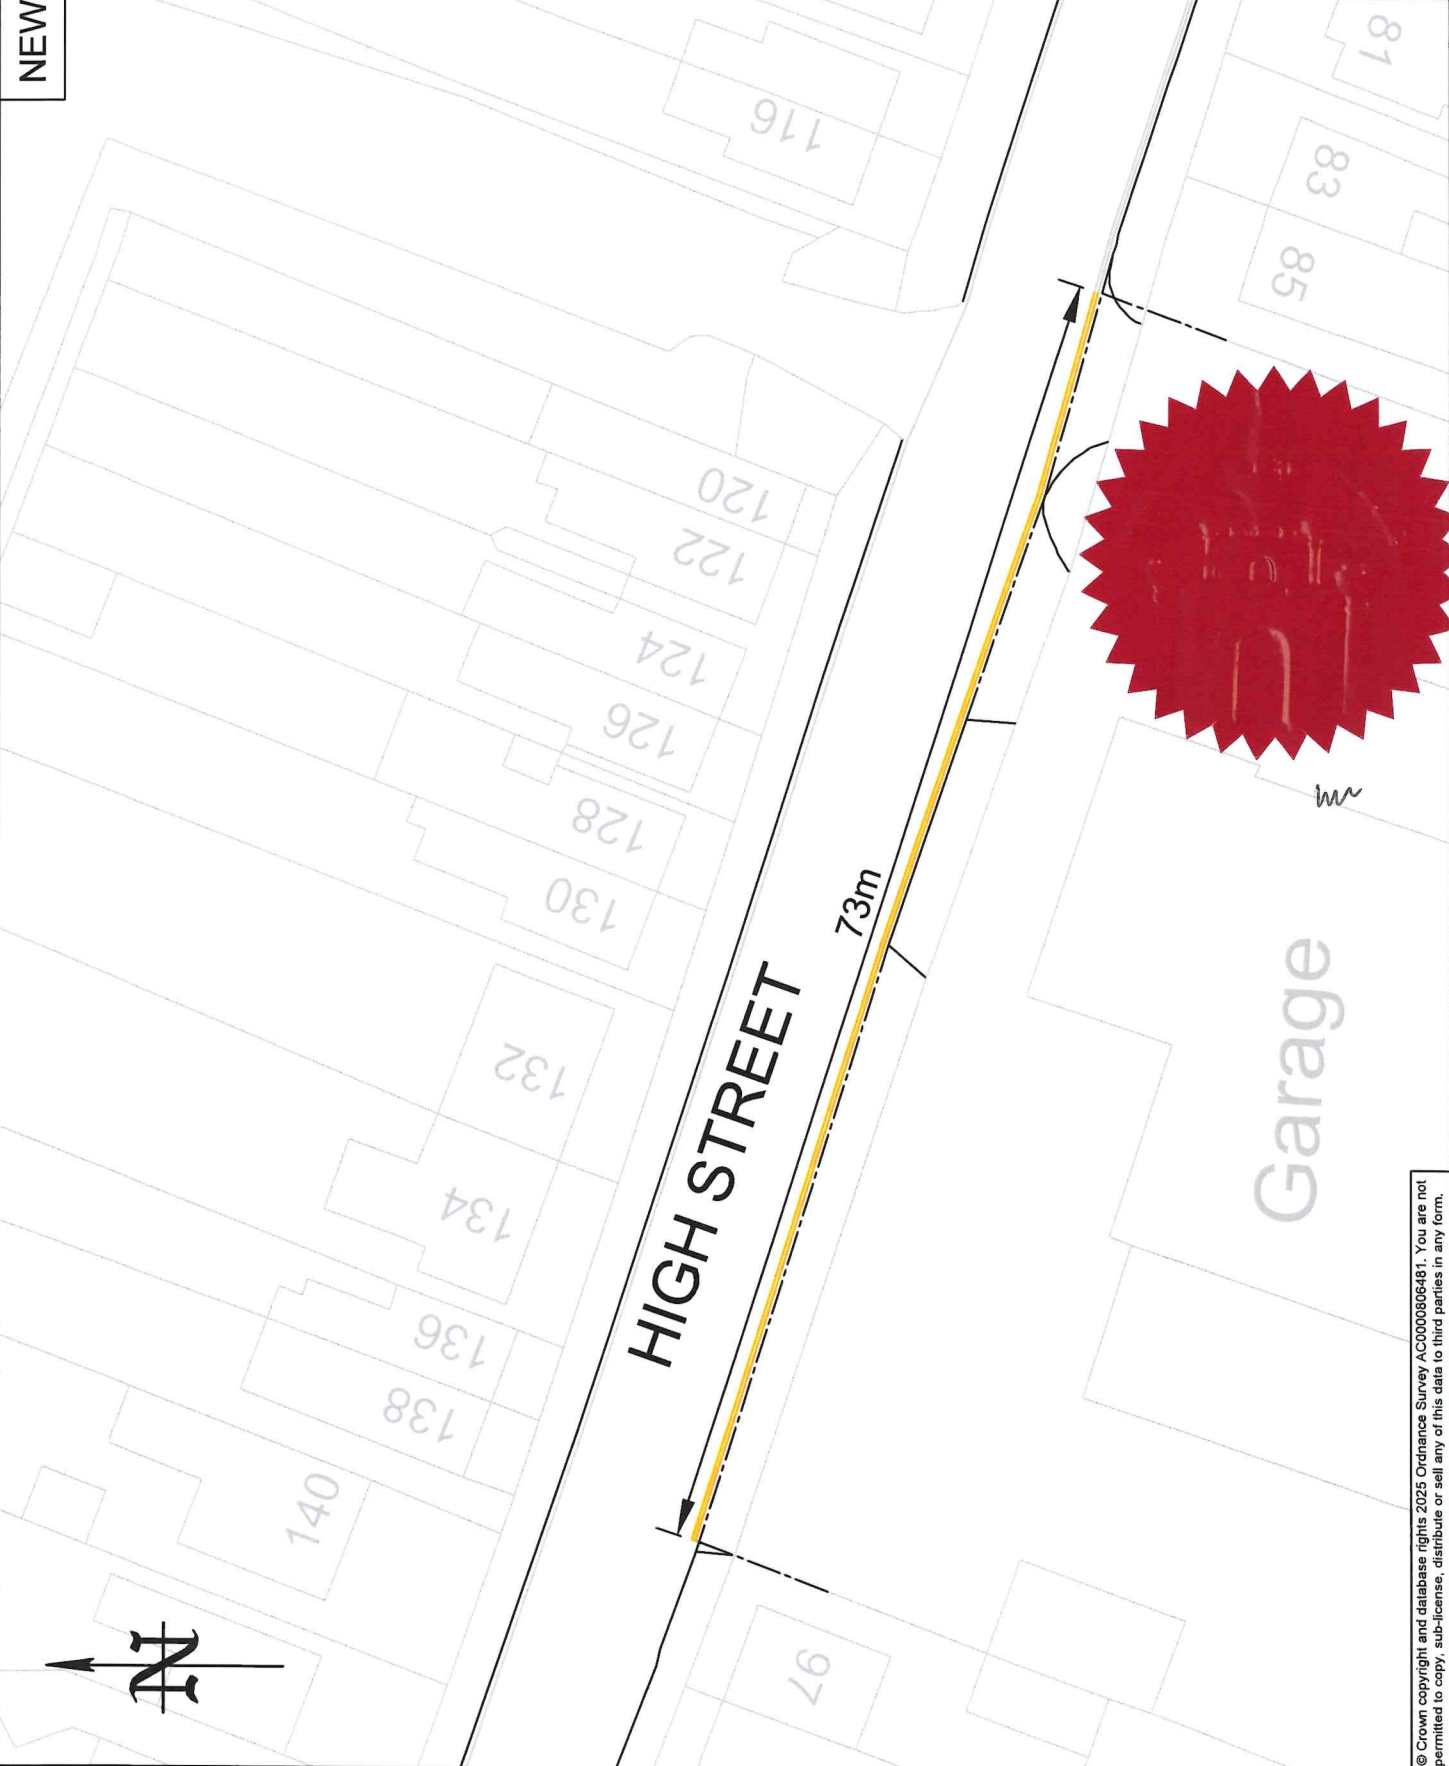 NEW
116
81
83
85
120
122
124
126
128
130
132
134
136
138
140
73m
HIGH STREET
Garage
97
N
© Crown copyright and database rights 2025 Ordnance Survey AC0000806481. You are not
permitted to copy, sub-license, distribute or sell any of this data to third parties in any form.